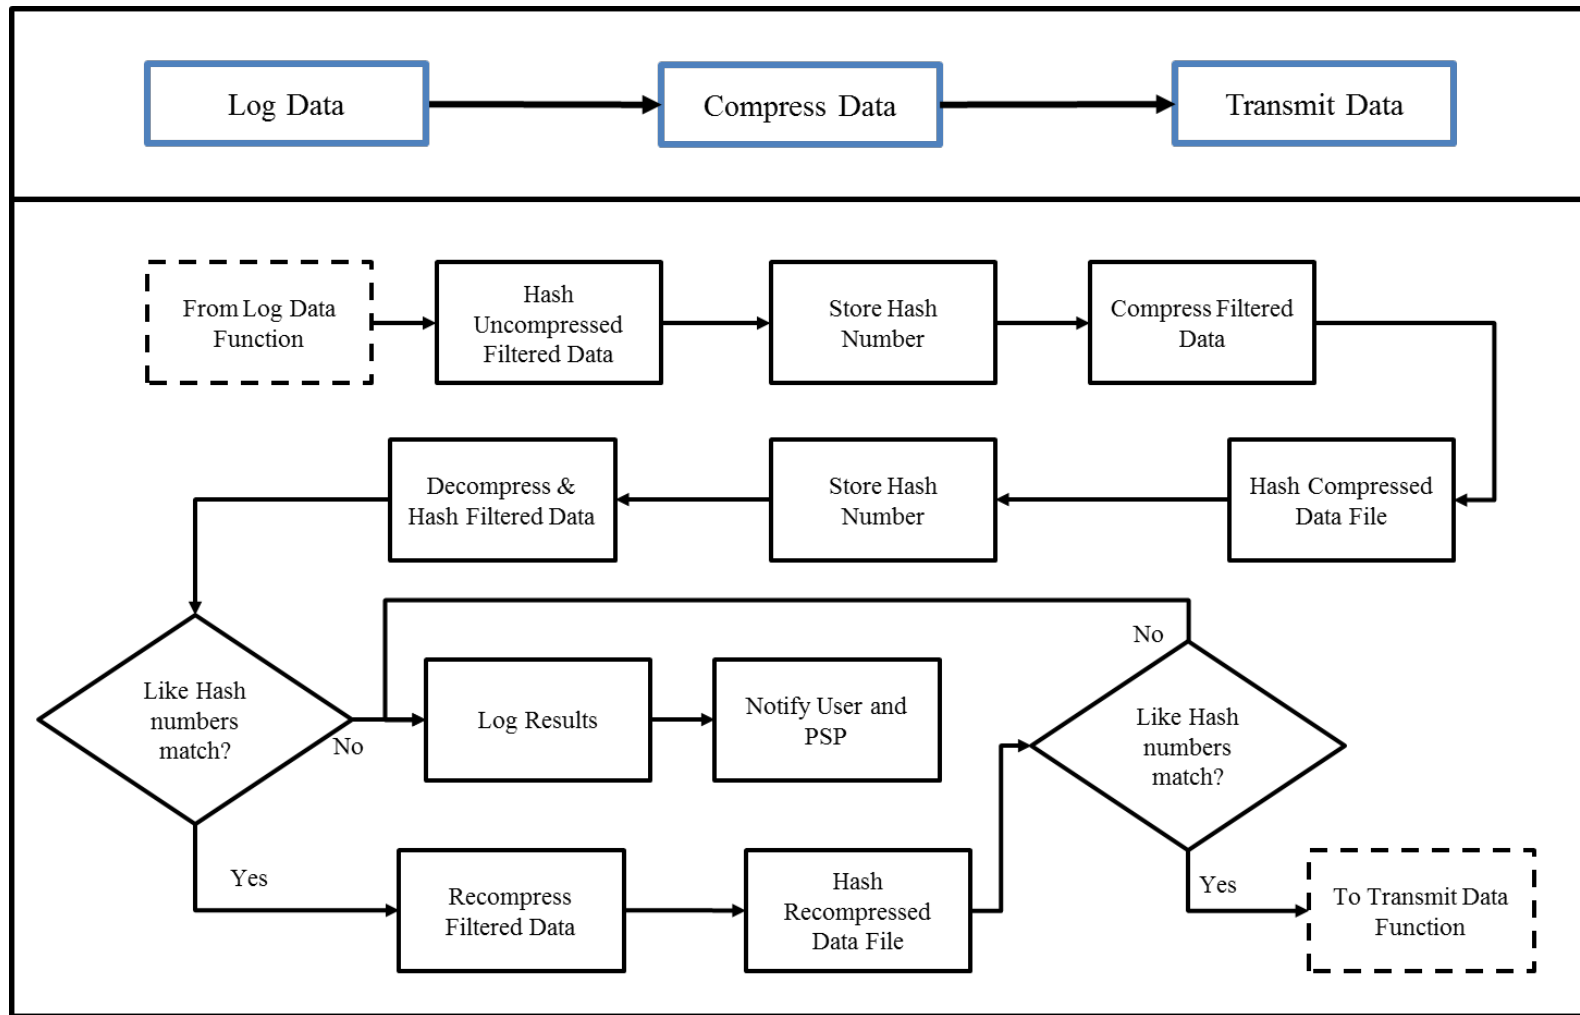 Log Data
Compress Data
Transmit Data
From Log Data
Function
Hash
Uncompressed
Filtered Data
Store Hash
Number
Compress Filtered
Data
Decompress &
Hash Filtered Data
Store Hash
Number
Hash Compressed
Data File
Like Hash
numbers
match?
No
Log Results
Notify User and
PSP
No
Like Hash
numbers
match?
Yes
Recompress
Filtered Data
Hash
Recompressed
Data File
Yes
To Transmit Data
Function